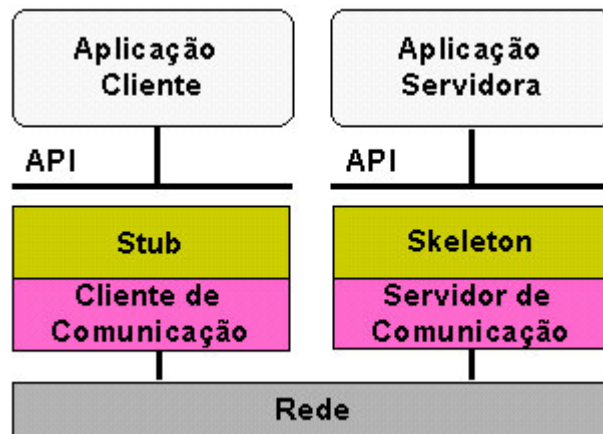 Aplicação
Cliente
Aplicação
Servidora
API
API
Stub
Skeleton
Cliente de
Comunicação
Servidor de
Comunicação
Rede